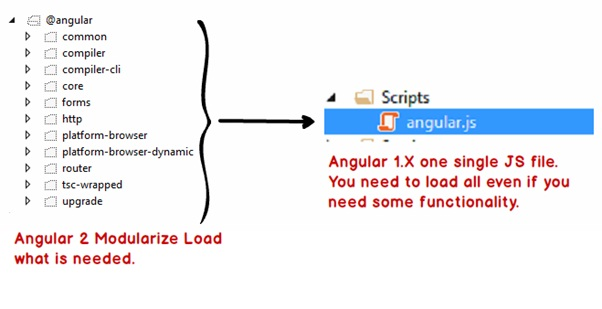 @angular
common
compiler
compiler-cli
core
forms
http
platform-browser
platform-browser-dynamic
router
tsc-wrapped
upgrade
Angular 2 Modularize Load
what is needed.
Scripts
angular.js
Angular 1.X one single JS file.
You need to load all even if you
need some functionality.